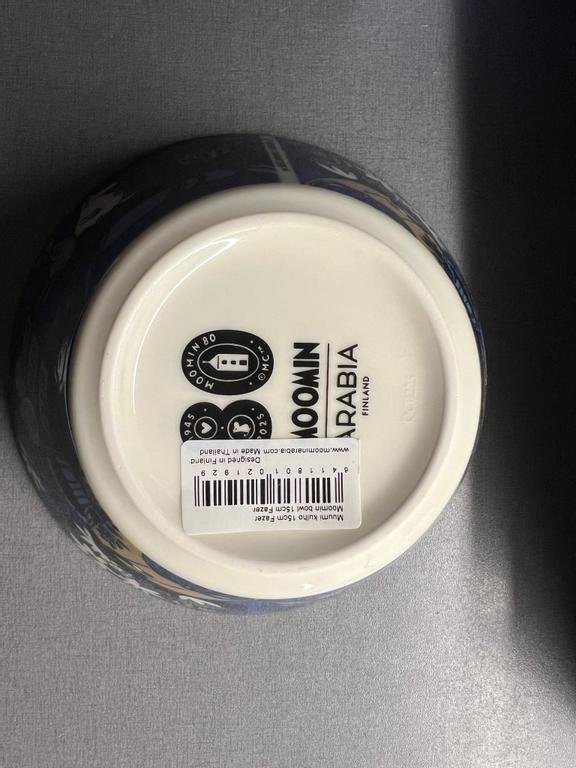 MOOMIN 80
© MC™
1945
2025
MOOMIN
ARABIA
FINLAND
Muumi kulho 15cm Fazer
Moomin bowl 15cm Fazer
6411801021929
Designed in Finland
www.moominarabia.com Made in Thailand